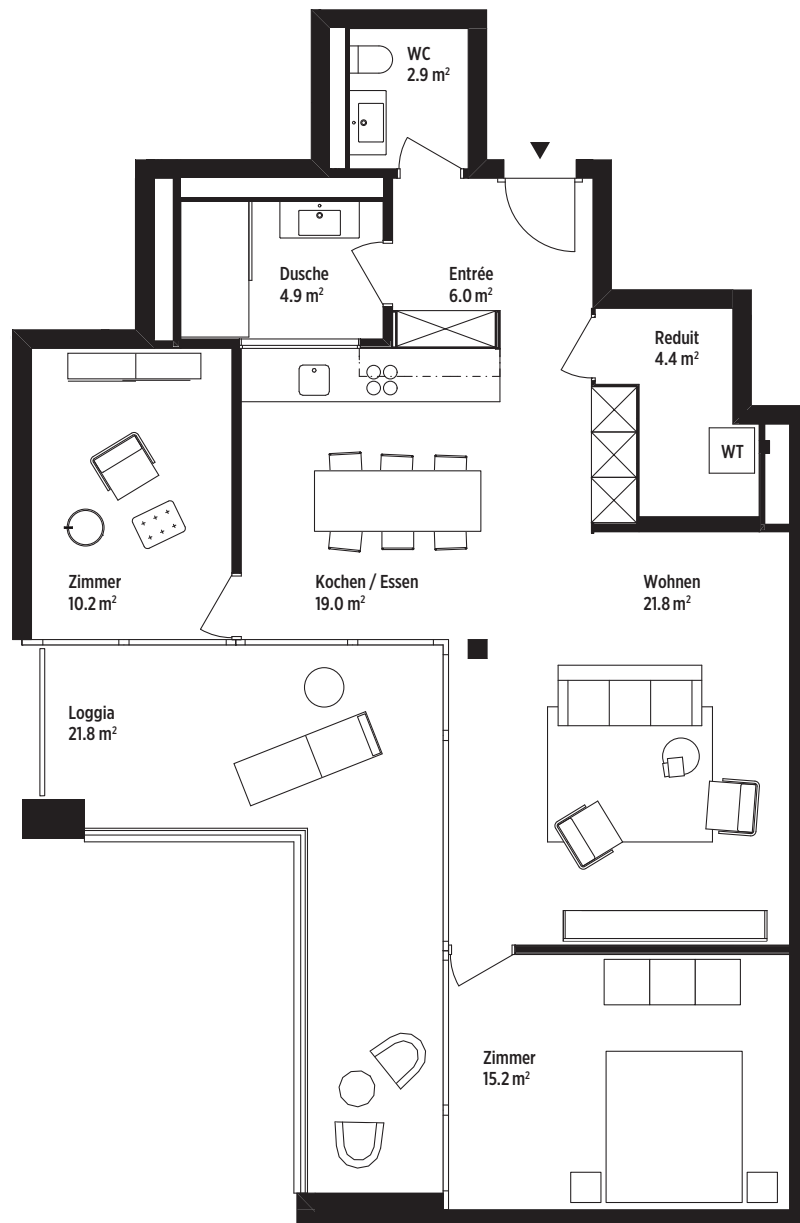 WC
2.9 m²
Dusche
4.9 m²
Entrée
6.0 m²
Reduit
4.4 m²
WT
Zimmer
10.2 m²
Kochen / Essen
19.0 m²
Wohnen
21.8 m²
Loggia
21.8 m²
Zimmer
15.2 m²